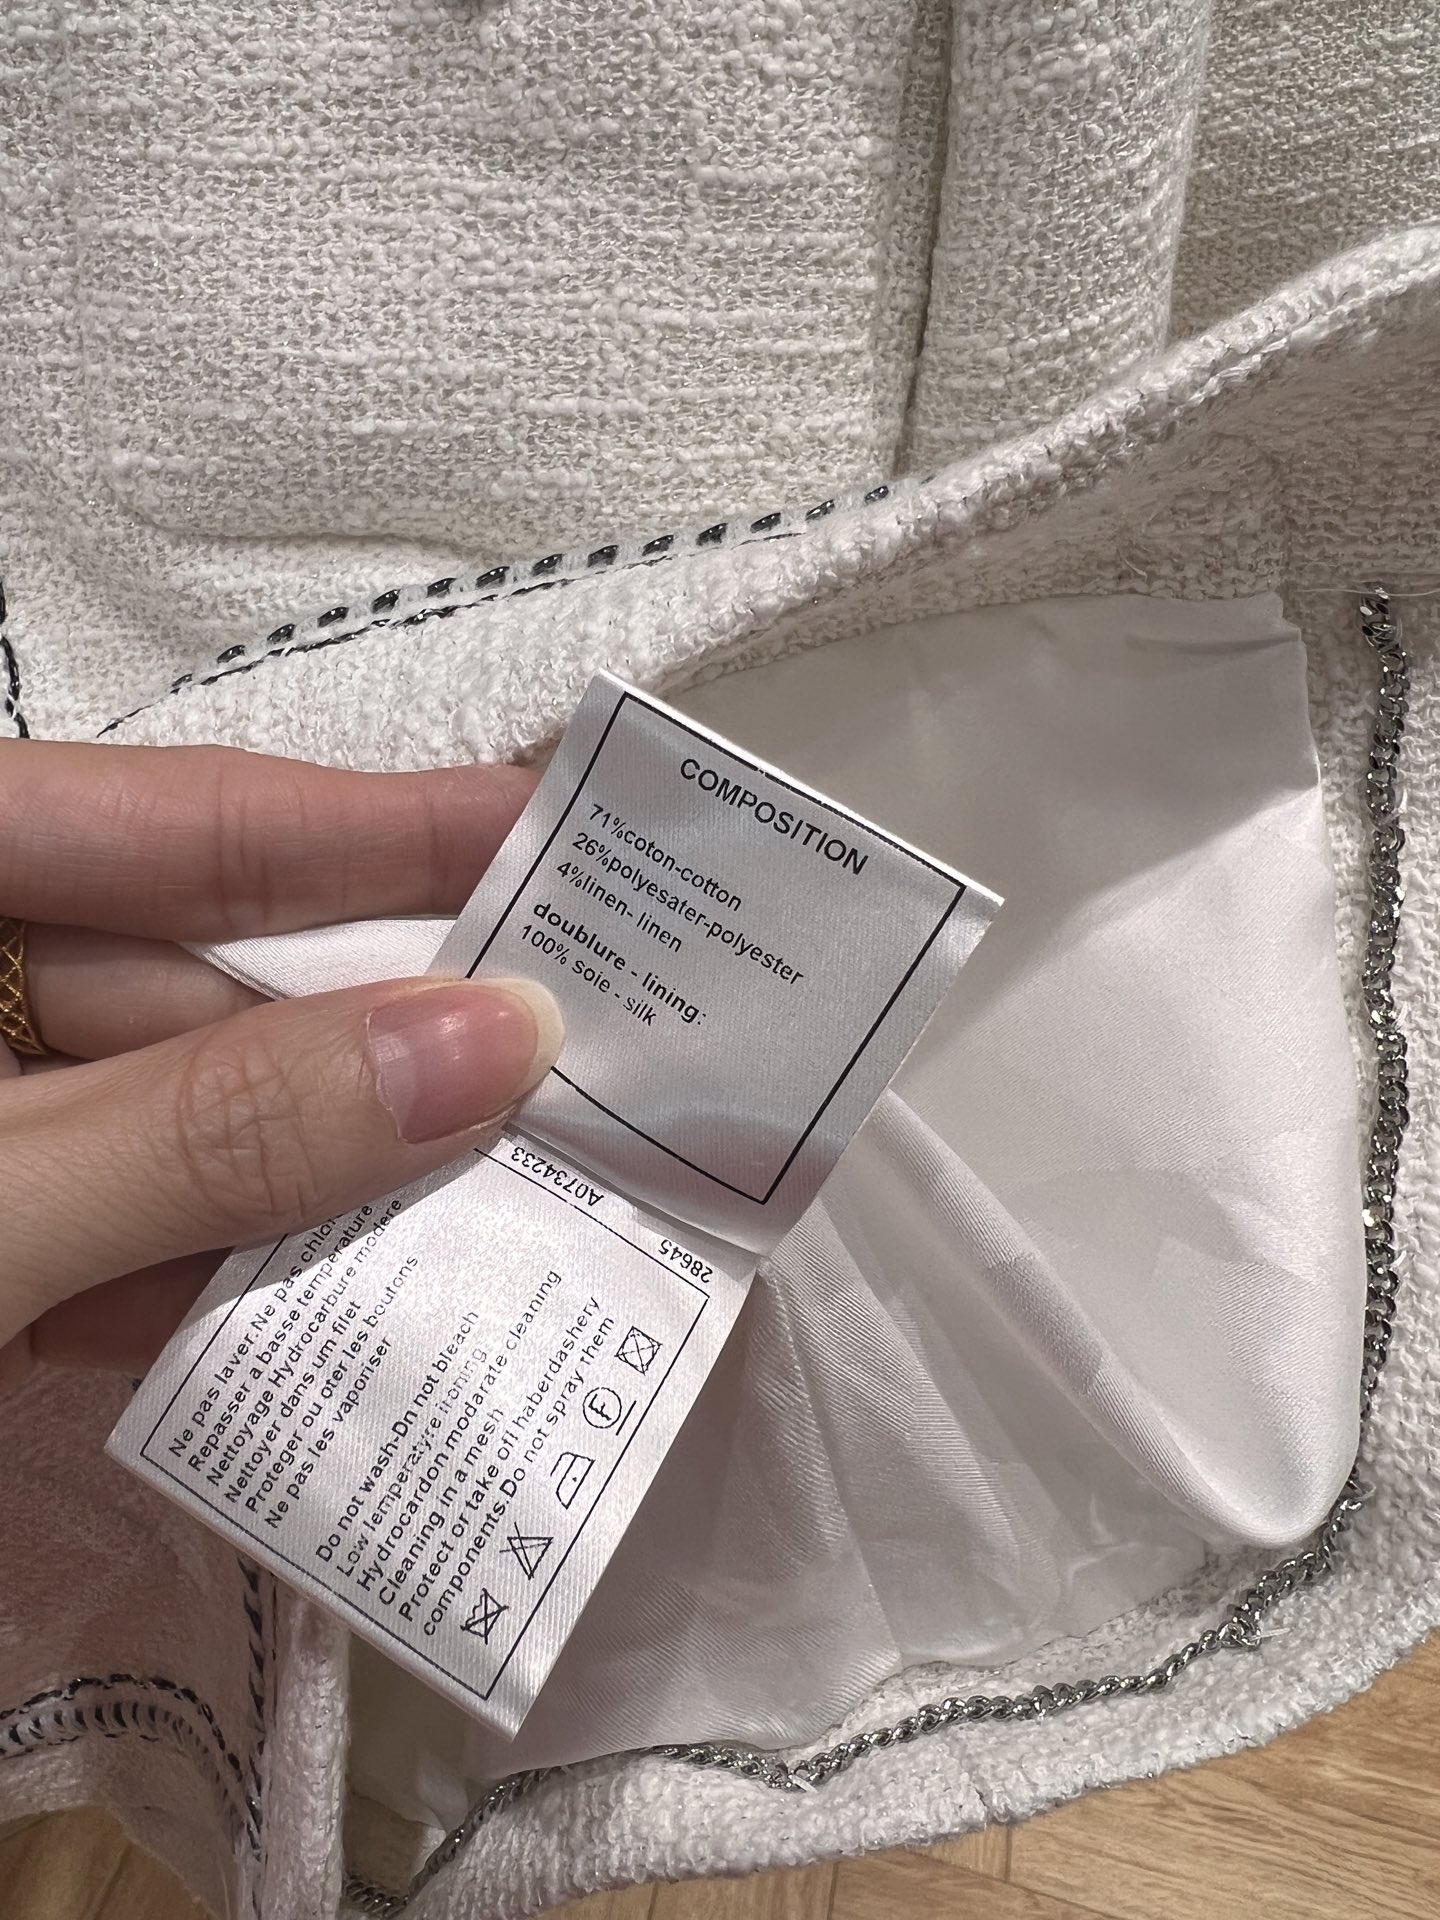 COMPOSITION
71%coton-cotton
26%polyesater-polyester
4%linen- linen
doublure - lining:
100% soie - silk
A0734233
28645
Ne pas laver.Ne pas
Repasser a basse temperature
Nettoyage Hydrocarbure modere
Nettoyer dans um filet
Proteger ou oter les boutons
Ne pas les vaporiser
Do not wash-Dn not bleach
Low lemperatyre ironing
Hydrocardon modarate cleaning
Cleaning in a mesh
Protect or take ofl haberdashery
components.Do not spray them
F